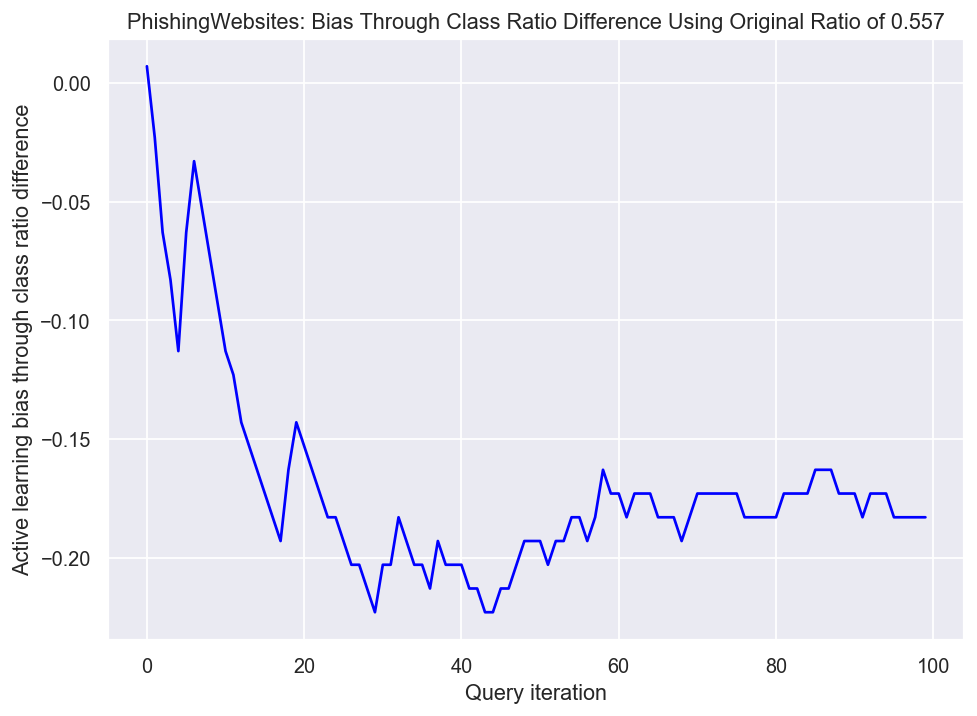 PhishingWebsites: Bias Through Class Ratio Difference Using Original Ratio of 0.557
Active learning bias through class ratio difference
0.00
−0.05
−0.10
−0.15
−0.20
0 20 40 60 80 100
Query iteration